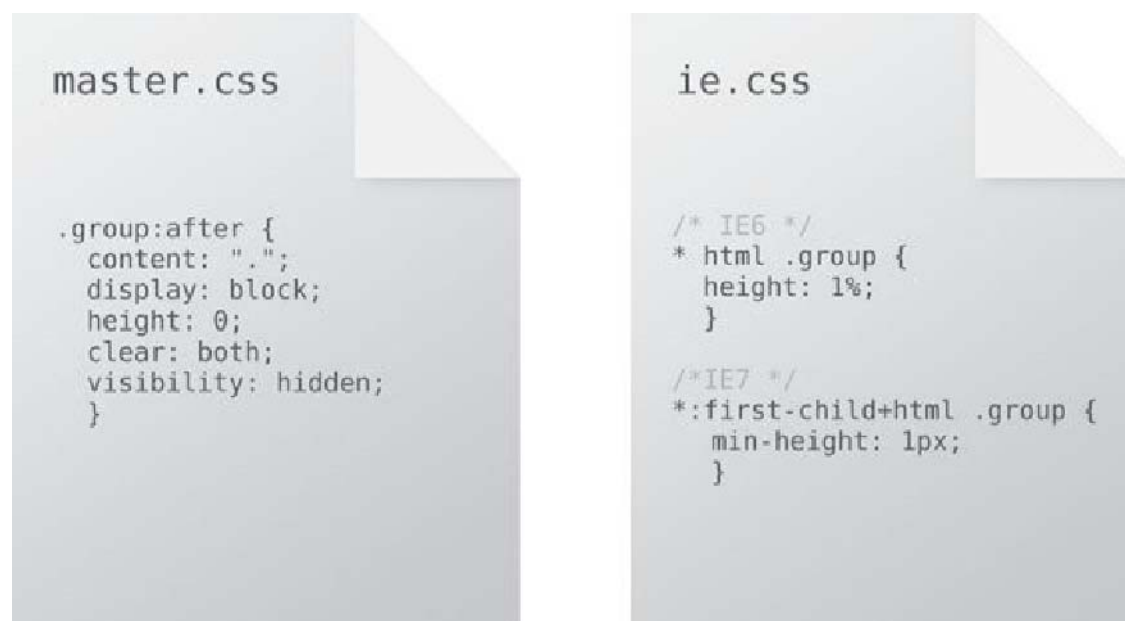 master.css
.group:after {
content: ".";
display: block;
height: 0;
clear: both;
visibility: hidden;
}
ie.css
/* IE6 */
* html .group {
height: 1%;
}
/*IE7 */
*:first-child+html .group {
min-height: 1px;
}